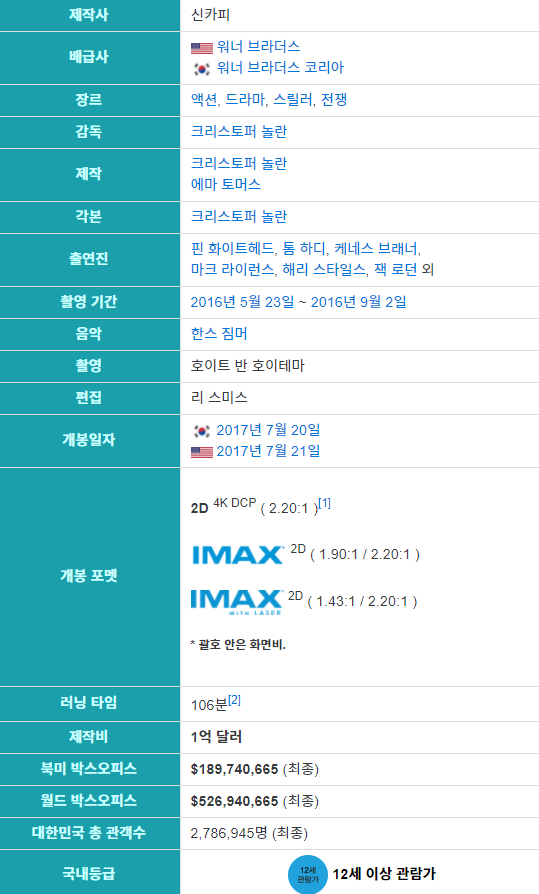 제작사 신카피
배급사 워너 브라더스
워너 브라더스 코리아
장르 액션, 드라마, 스릴러, 전쟁
감독 크리스토퍼 놀란
제작 크리스토퍼 놀란
에마 토머스
각본 크리스토퍼 놀란
출연진 핀 화이트헤드, 톰 하디, 케네스 브래너,
마크 라이런스, 해리 스타일스, 잭 로던 외
촬영 기간 2016년 5월 23일 ~ 2016년 9월 2일
음악 한스 짐머
촬영 호이트 반 호이테마
편집 리 스미스
개봉일자 2017년 7월 20일
2017년 7월 21일
개봉 포멧
2D 4K DCP ( 2.20:1 )[1]
IMAX 2D ( 1.90:1 / 2.20:1 )
IMAX WITH LASER 2D ( 1.43:1 / 2.20:1 )
* 괄호 안은 화면비.
러닝 타임 106분[2]
제작비 1억 달러
북미 박스오피스 $189,740,665 (최종)
월드 박스오피스 $526,940,665 (최종)
대한민국 총 관객수 2,786,945명 (최종)
국내등급 12세 관람가 12세 이상 관람가